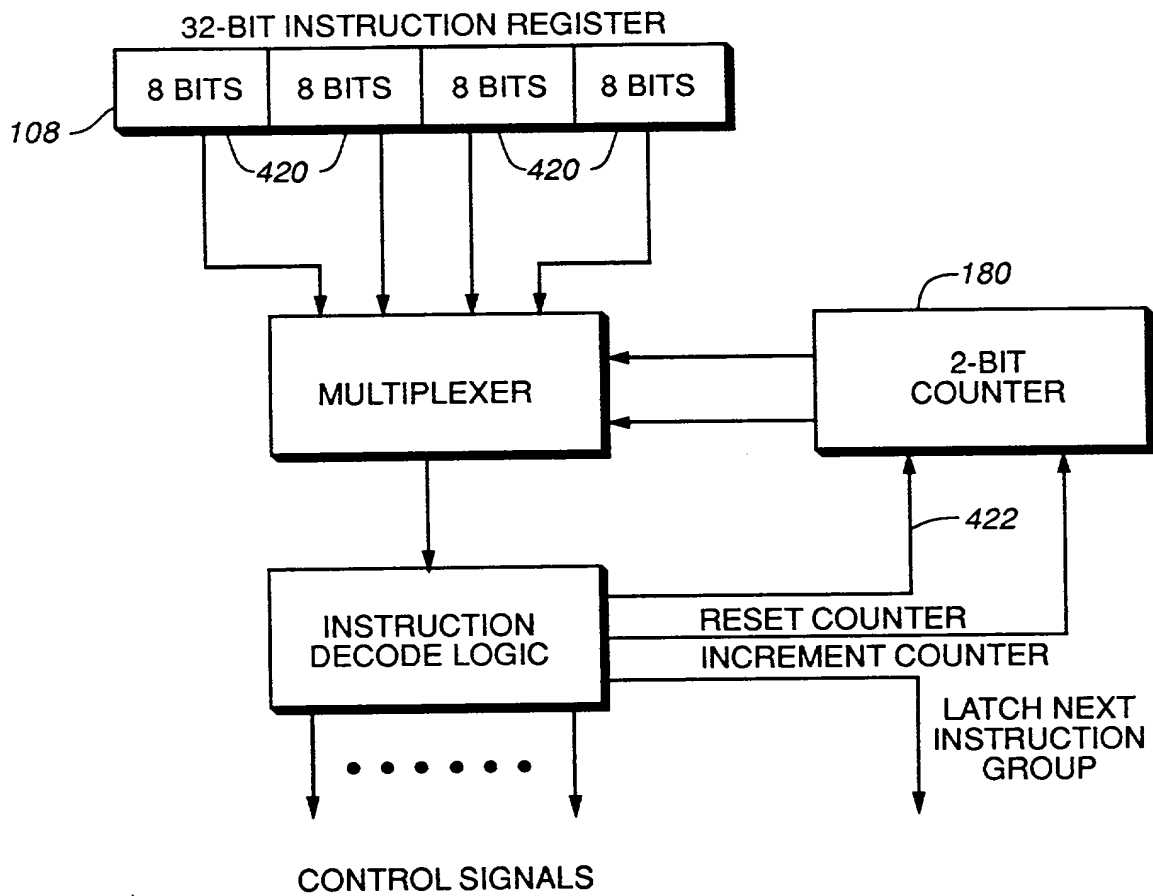 32-BIT INSTRUCTION REGISTER
8 BITS 8 BITS 8 BITS 8 BITS
108
420 420
180
2-BIT
COUNTER
MULTIPLEXER
422
INSTRUCTION
DECODE LOGIC
RESET COUNTER
INCREMENT COUNTER
LATCH NEXT
INSTRUCTION
GROUP
CONTROL SIGNALS